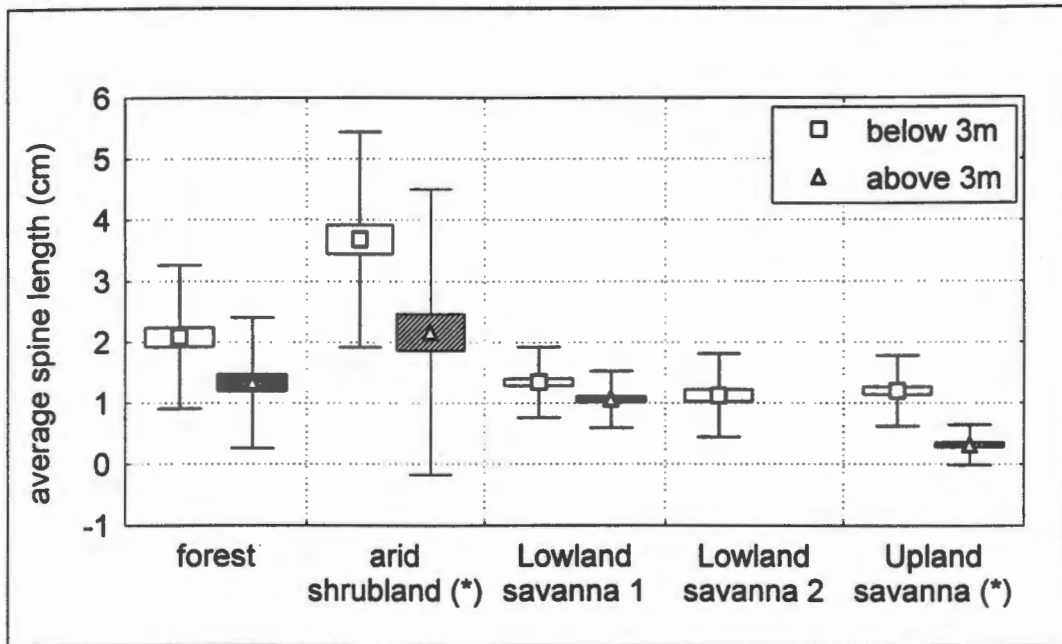 average spine length (cm)
6
5
4
3
2
1
0
-1
below 3m
above 3m
forest
arid
shrubland (*)
Lowland
savanna 1
Lowland
savanna 2
Upland
savanna (*)